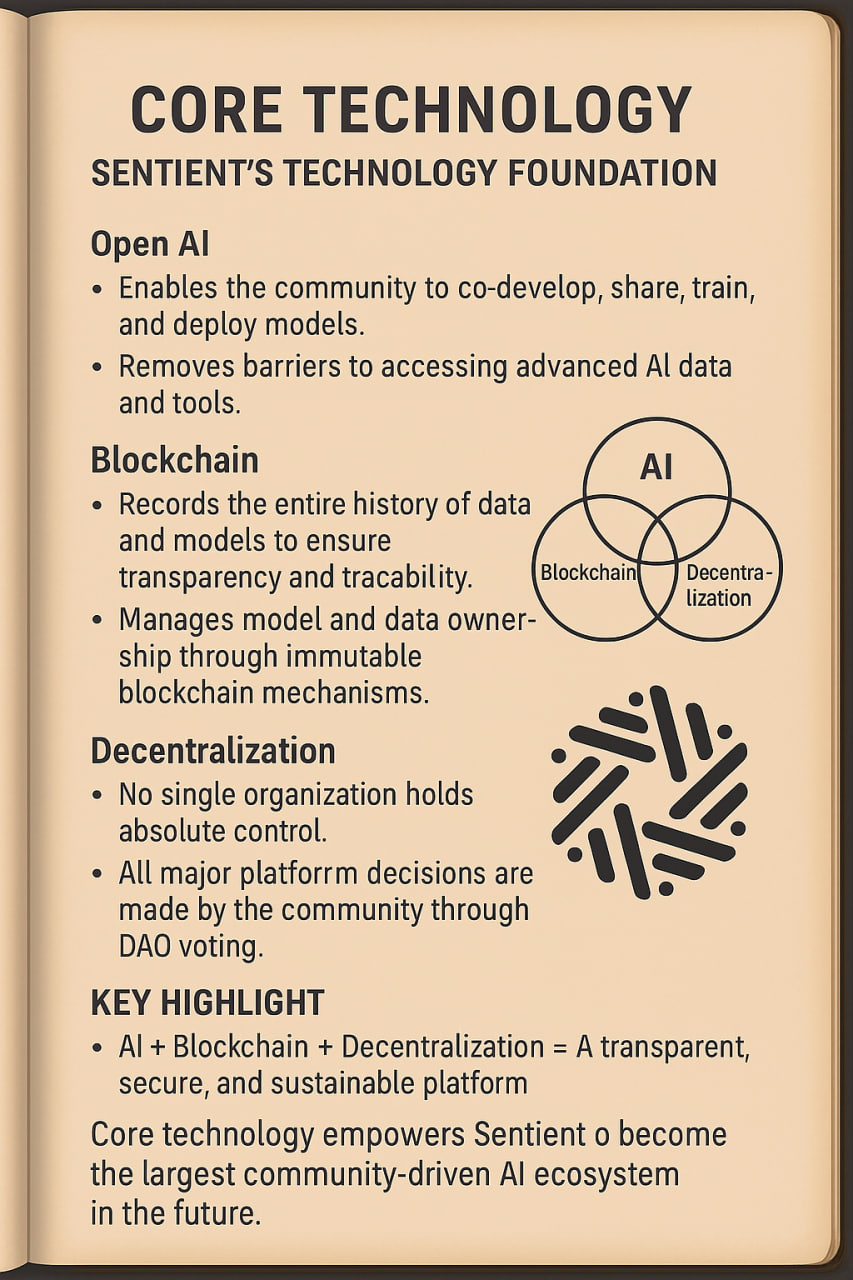 CORE TECHNOLOGY
SENTIENT'S TECHNOLOGY FOUNDATION
Open AI
• Enables the community to co-develop, share, train,
and deploy models.
• Removes barriers to accessing advanced AI data
and tools.
Blockchain
• Records the entire history of data
and models to ensure
transparency and tracability.
• Manages model and data owner-
ship through immutable
blockchain mechanisms.
AI
Blockchain
Decentra-
lization
Decentralization
• No single organization holds
absolute control.
• All major platforrm decisions are
made by the community through
DAO voting.
KEY HIGHLIGHT
• AI + Blockchain + Decentralization = A transparent,
secure, and sustainable platform
Core technology empowers Sentient o become
the largest community-driven AI ecosystem
in the future.